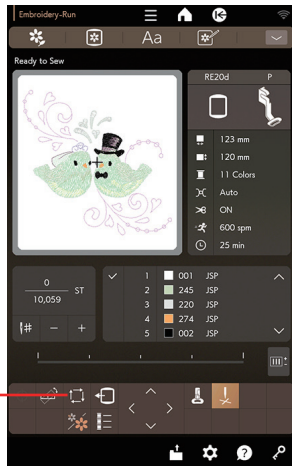 Embroidery-Run
Aa
Ready to Sew
RE20d P
123 mm
120 mm
11 Colors
Auto
ON
600 spm
25 min
0
10,059
ST
# − +
1 001 JSP
2 245 JSP
3 220 JSP
4 274 JSP
5 002 JSP
?